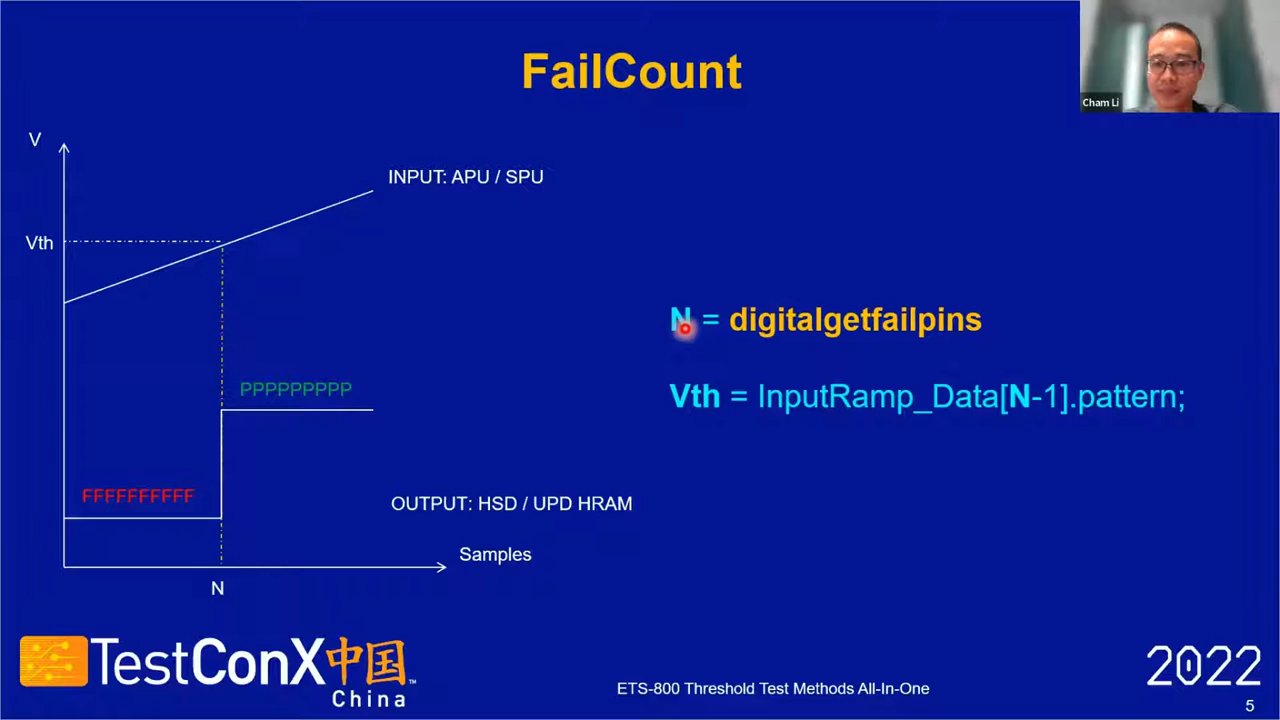 FailCount
Cham Li
V
INPUT: APU / SPU
Vth
N = digitalgetfailpins
PPPPPPPPP
Vth = InputRamp_Data[N-1].pattern;
FFFFFFFFFF
OUTPUT: HSD / UPD HRAM
Samples
N
TestConX中国™
China
ETS-800 Threshold Test Methods All-In-One
2022
5